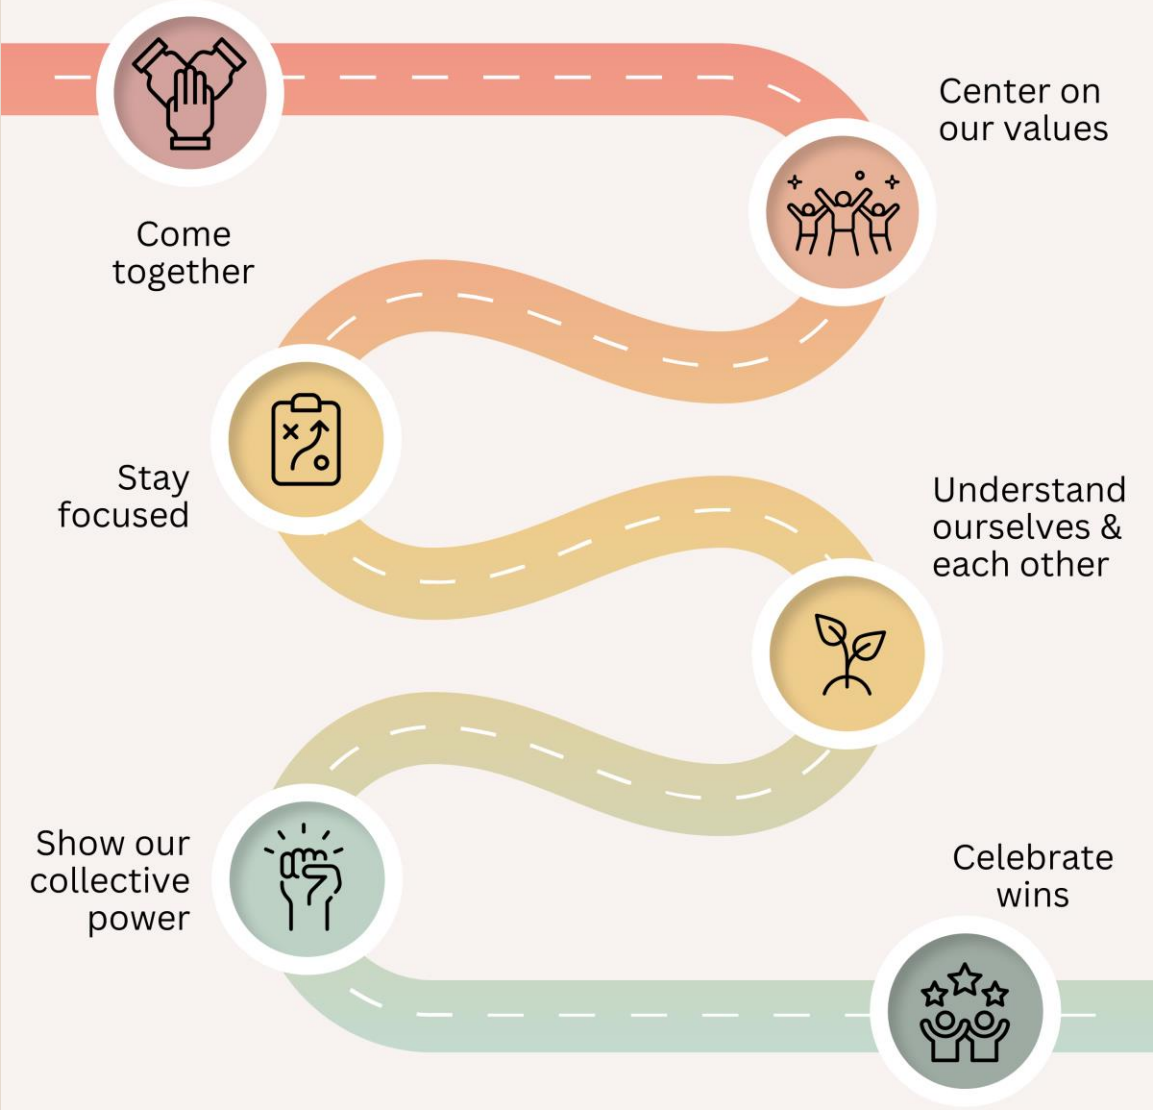 Come
together
Center on
our values
Stay
focused
Understand
ourselves &
each other
Show our
collective
power
Celebrate
wins